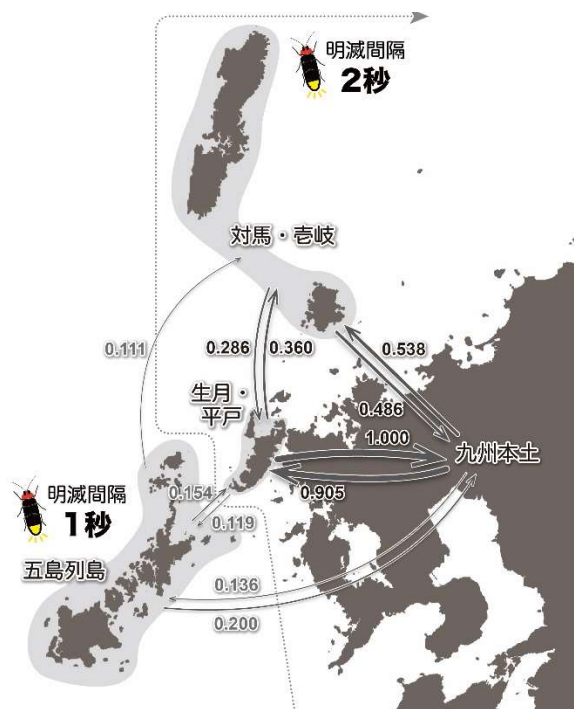 明滅間隔
2秒
対馬・壱岐
0.111
0.286
0.360
0.538
0.486
生月・
平戸
1.000
九州本土
0.905
明滅間隔
1秒
0.154
0.119
五島列島
0.136
0.200